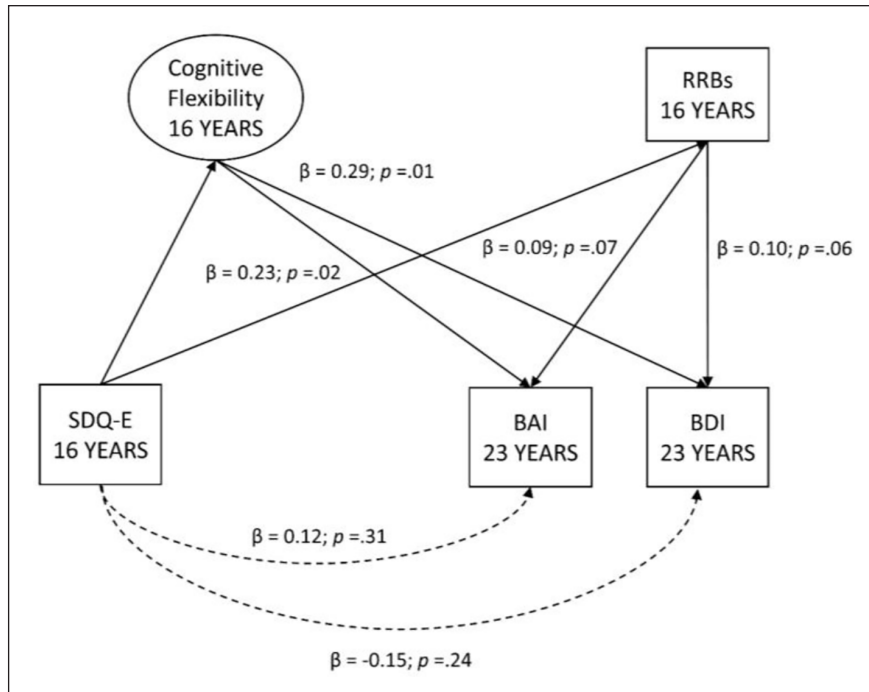 Cognitive
Flexibility
16 YEARS
RRBs
16 YEARS
β = 0.29; p =.01
β = 0.23; p =.02
β = 0.09; p =.07
β = 0.10; p =.06
SDQ-E
16 YEARS
BAI
23 YEARS
BDI
23 YEARS
β = 0.12; p =.31
β = -0.15; p =.24